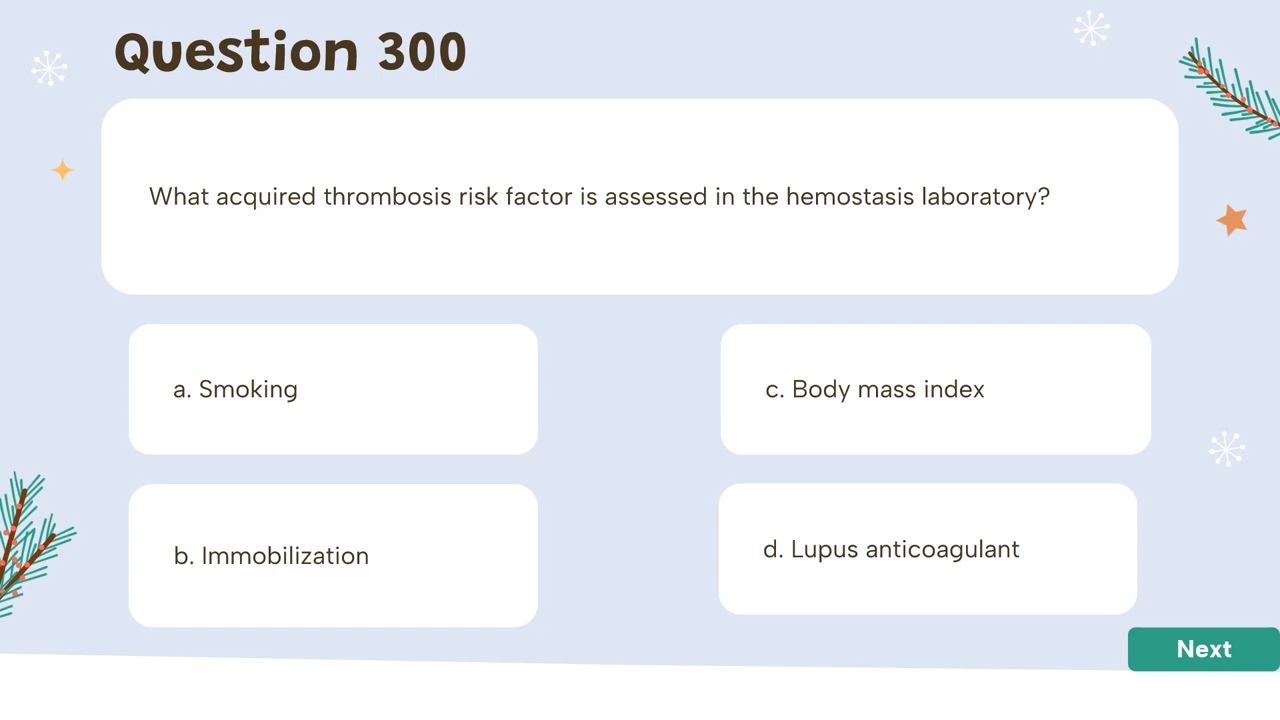 Question 300
What acquired thrombosis risk factor is assessed in the hemostasis laboratory?
a. Smoking
c. Body mass index
b. Immobilization
d. Lupus anticoagulant
Next